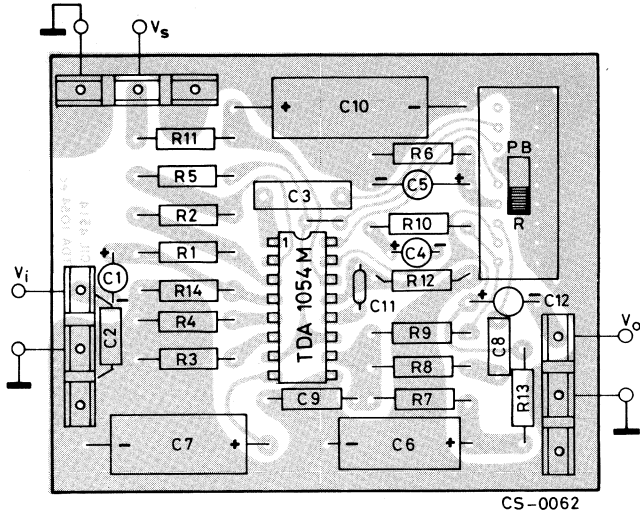 Vs
+ C10 -
R11
R6
PB
R5
- C5 +
C3
R2
R10
R
1
+ C4 -
R1
TDA 1054M
Vi
+
C1
-
R12
R14
C11
+ - C12
Vo
C2
R4
R9
C8
R3
R8
C9
R7
R13
- C7 +
- C6 +
CS-0062